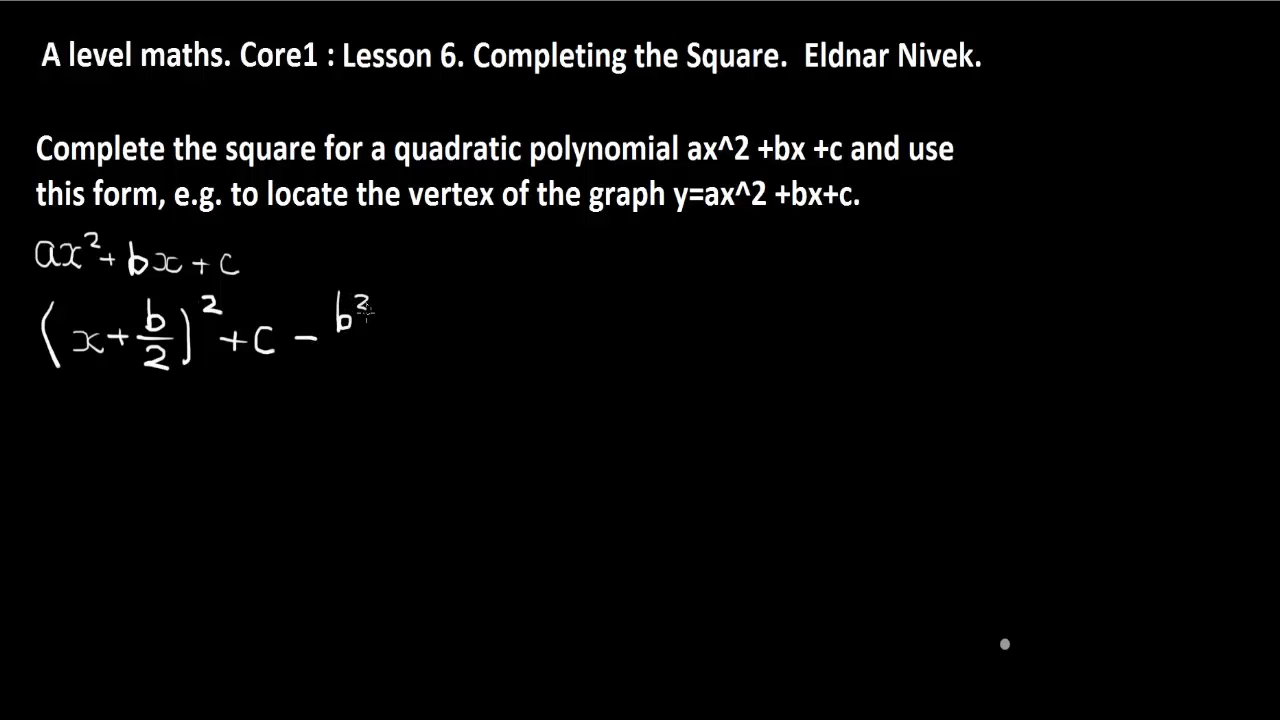 A level maths. Core1 : Lesson 6. Completing the Square. Eldnar Nivek.
Complete the square for a quadratic polynomial ax^2 +bx +c and use
this form, e.g. to locate the vertex of the graph y=ax^2 +bx+c.
ax² + bx + c
(x + b/2)² + c - b²